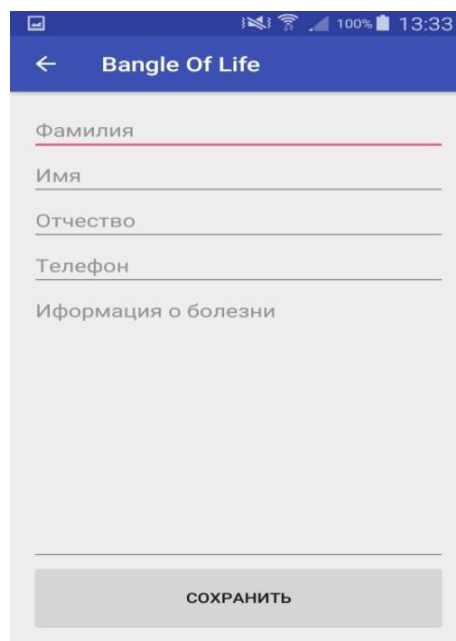 100% 13:33
Bangle Of Life
Фамилия
Имя
Отчество
Телефон
Иформация о болезни
СОХРАНИТЬ